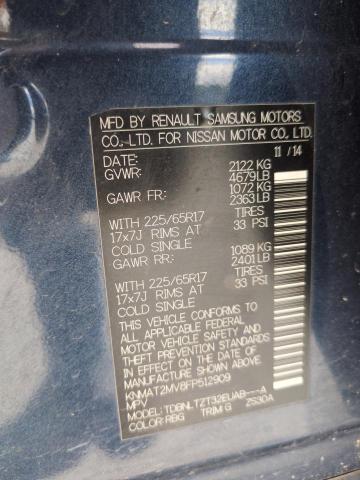 MFD BY RENAULT SAMSUNG MOTORS
CO.,LTD. FOR NISSAN MOTOR CO., LTD.
DATE: 11/14
GVWR: 2122 KG
4679LB
GAWR FR: 1072 KG
2363LB
WITH 225/65R17 TIRES
17x7J RIMS AT 33 PSI
COLD SINGLE
GAWR RR: 1089 KG
2401LB
WITH 225/65R17 TIRES
17x7J RIMS AT 33 PSI
COLD SINGLE
THIS VEHICLE CONFORMS TO
ALL APPLICABLE FEDERAL
MOTOR VEHICLE SAFETY AND
THEFT PREVENTION STANDARDS
IN EFFECT ON THE DATE OF
MANUFACTURE SHOWN ABOVE.
KNMAT2MV8FP512909
MPV
MODEL: TDBNLTZT32EUAB---A
COLOR: RBG TRIM G ZS30A